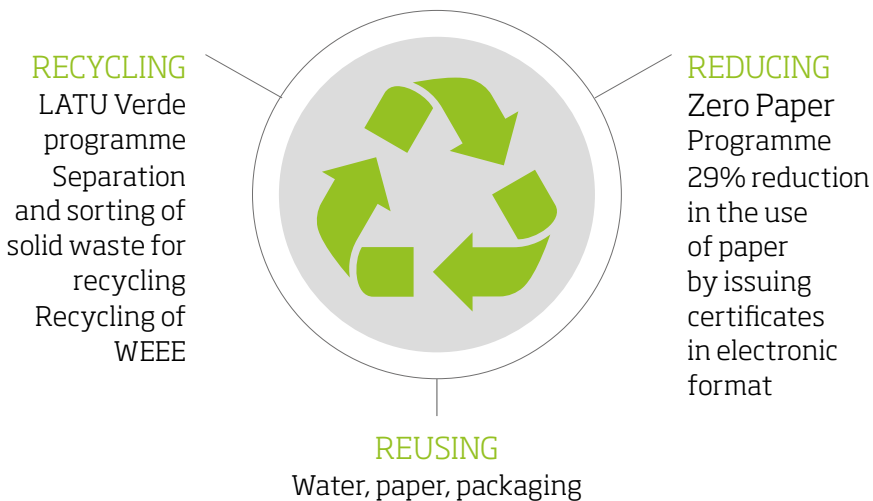 RECYCLING
LATU Verde
programme
Separation
and sorting of
solid waste for
recycling
Recycling of
WEEE
REDUCING
Zero Paper
Programme
29% reduction
in the use
of paper
by issuing
certificates
in electronic
format
REUSING
Water, paper, packaging